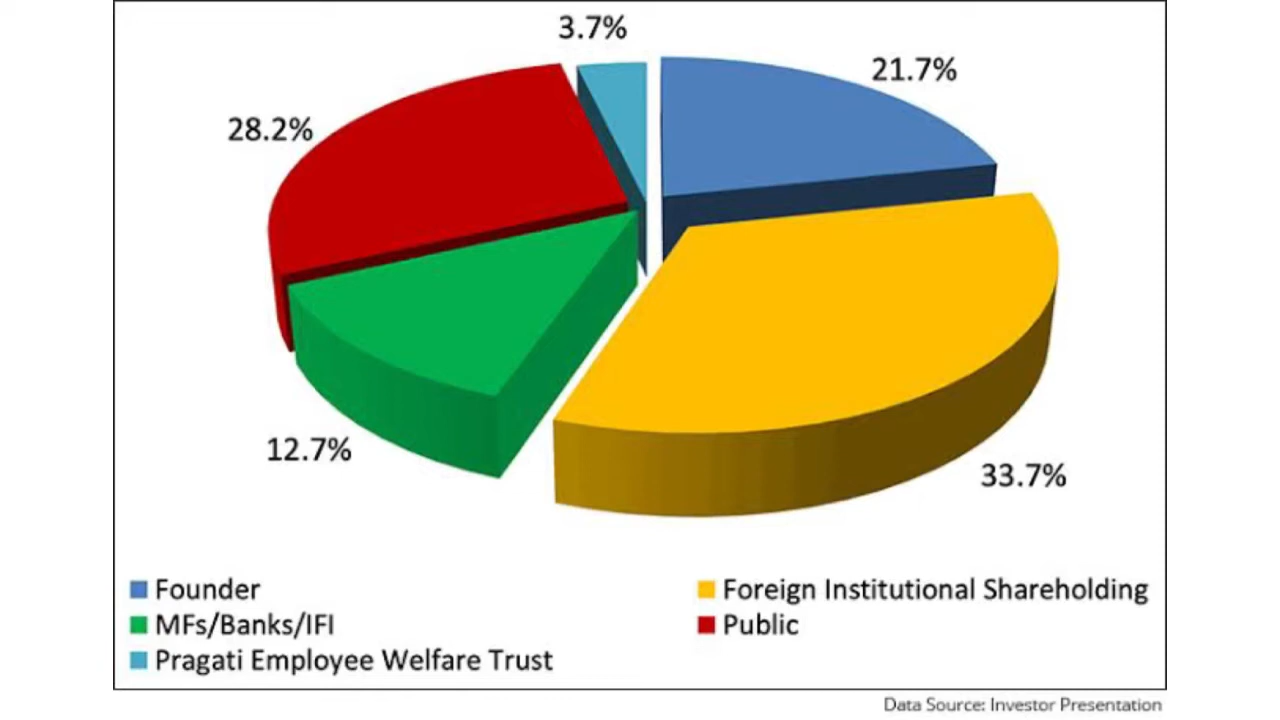 3.7%
21.7%
28.2%
12.7%
33.7%
Founder
Foreign Institutional Shareholding
MFs/Banks/IFI
Public
Pragati Employee Welfare Trust
Data Source: Investor Presentation